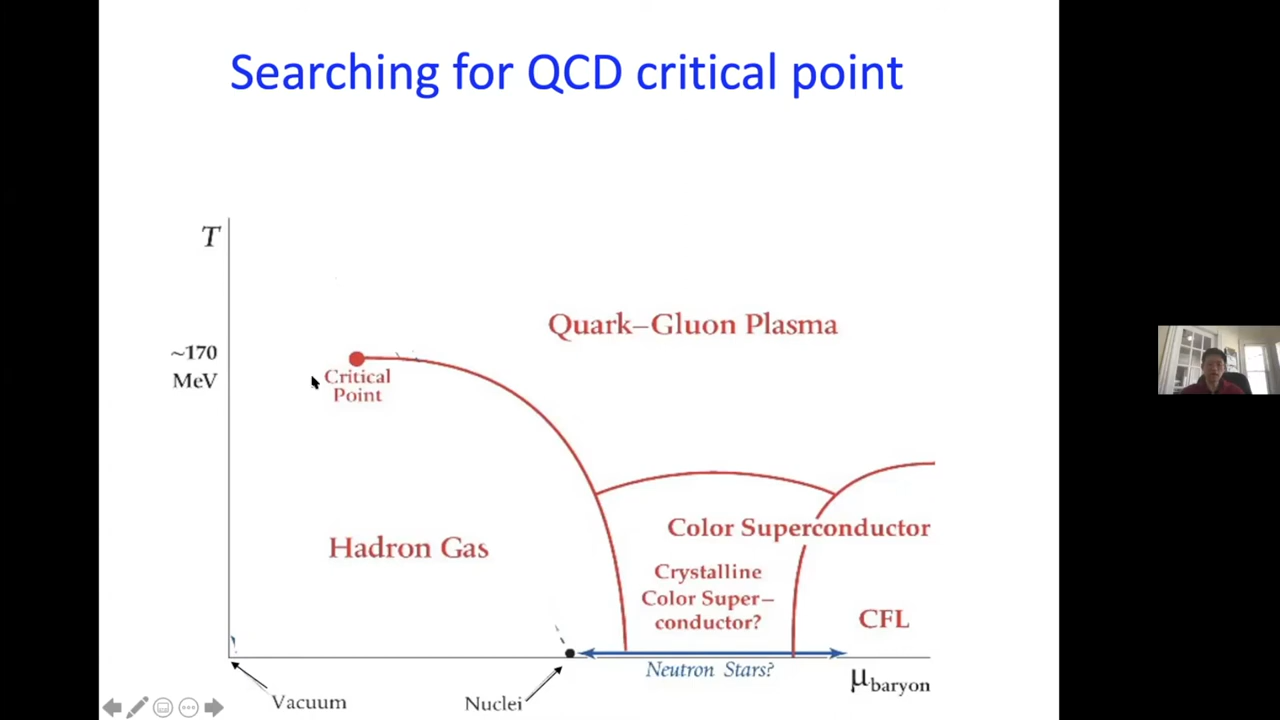 Searching for QCD critical point
T
Quark–Gluon Plasma
~170
MeV
Critical
Point
Color Superconductor
Hadron Gas
Crystalline
Color Super–
conductor?
CFL
Neutron Stars?
μbaryon
Vacuum
Nuclei